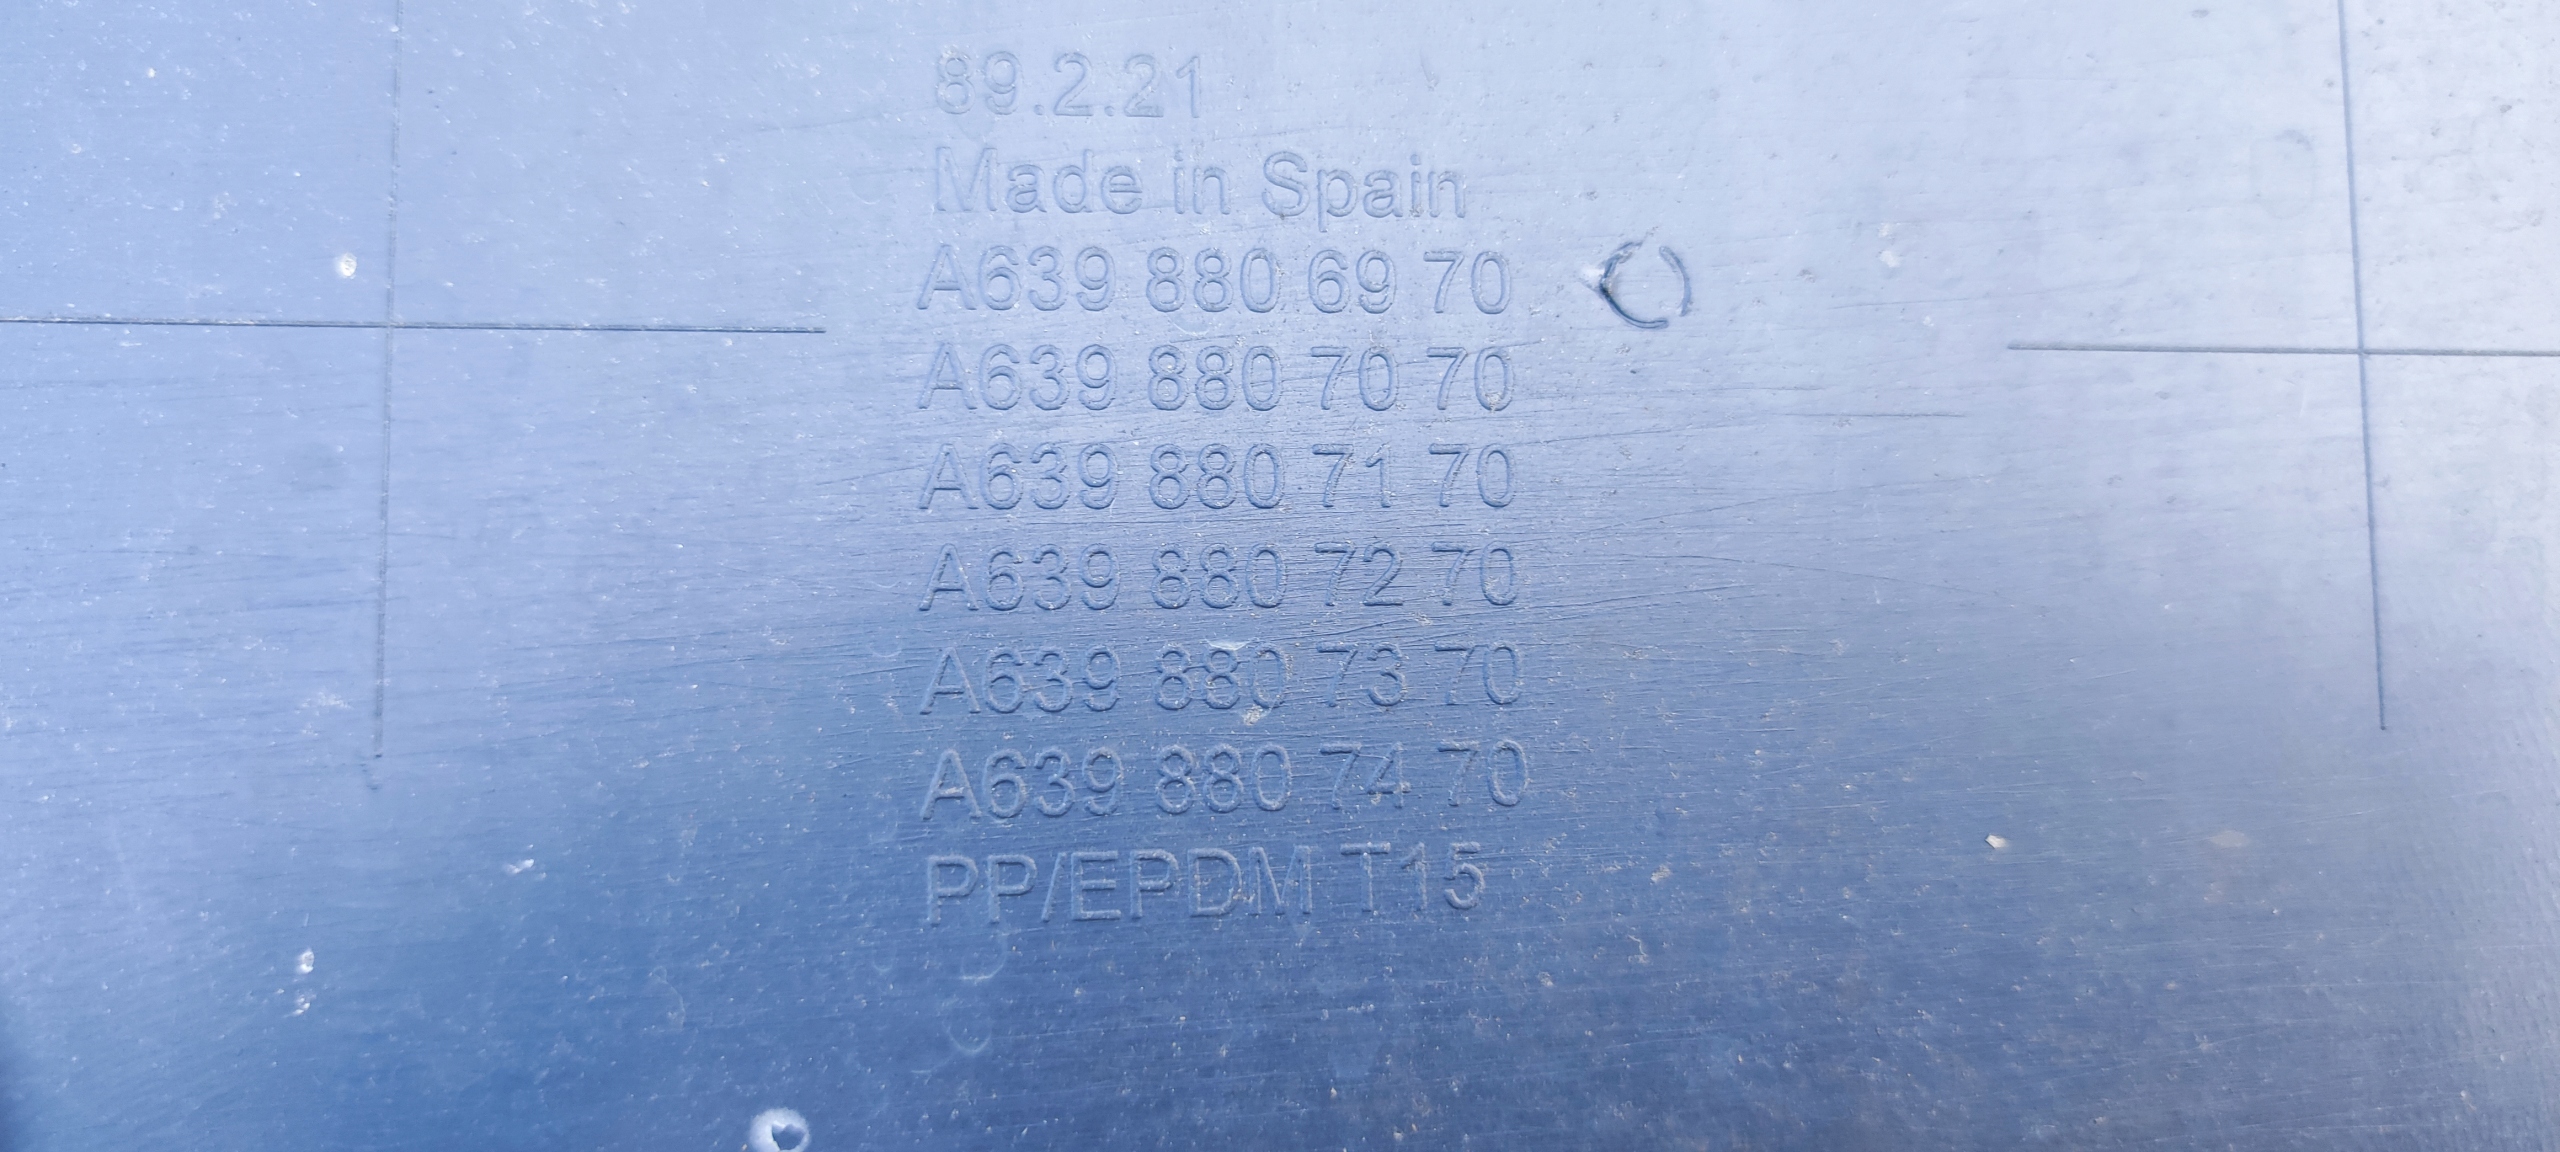 89.2.21
Made in Spain
A639 880 69 70
A639 880 70 70
A639 880 71 70
A639 880 72 70
A639 880 73 70
A639 880 74 70
PP/EPDM T15